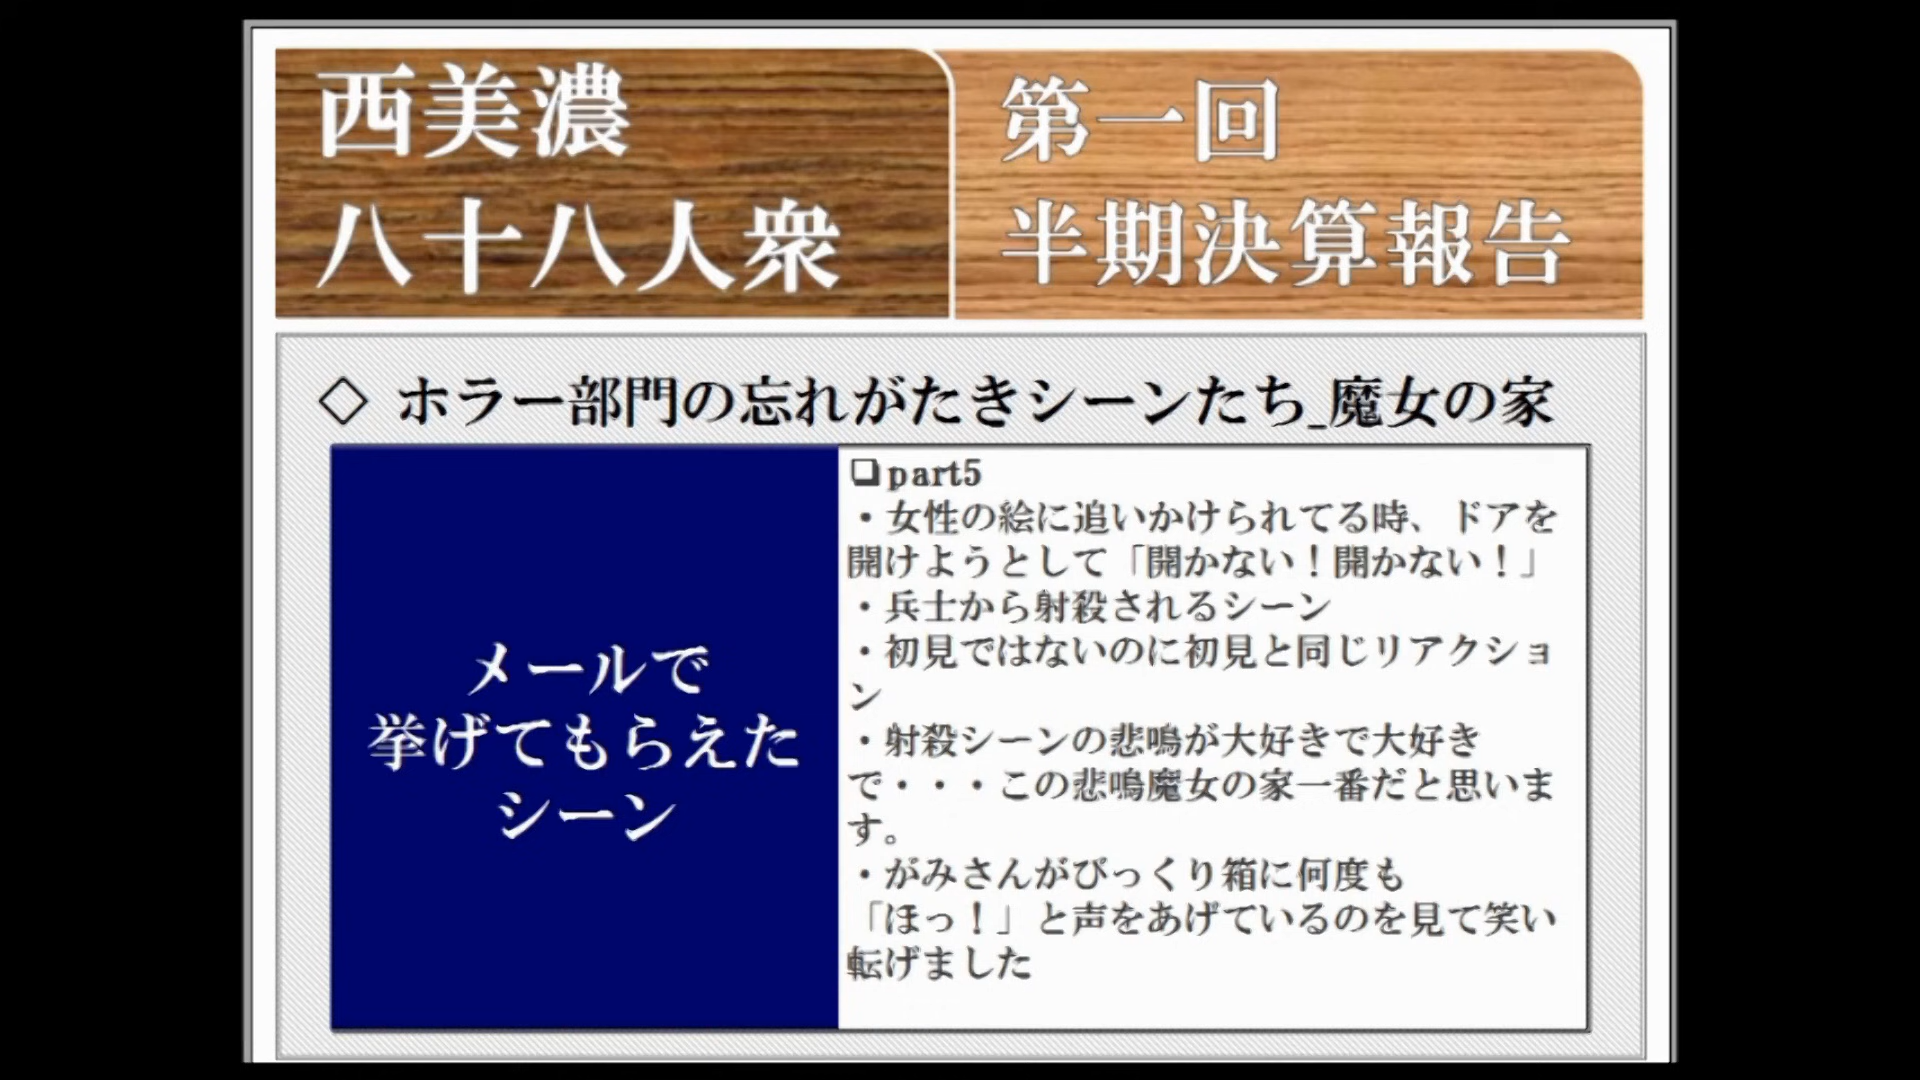 西美濃
八十八人衆
第一回
半期決算報告
◇ ホラー部門の忘れがたきシーンたち_魔女の家
メールで
挙げてもらえた
シーン
❏part5
・女性の絵に追いかけられてる時、ドアを
開けようとして「開かない！開かない！」
・兵士から射殺されるシーン
・初見ではないのに初見と同じリアクショ
ン
・射殺シーンの悲鳴が大好きで大好き
で・・・この悲鳴魔女の家一番だと思いま
す。
・がみさんがびっくり箱に何度も
「ほっ！」と声をあげているのを見て笑い
転げました